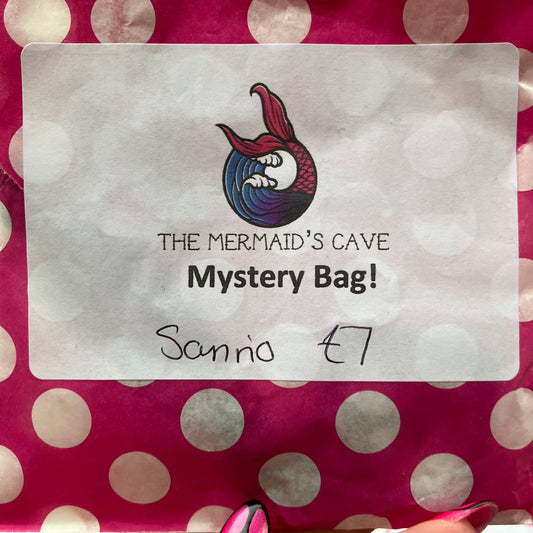 THE MERMAID'S CAVE
Mystery Bag!
Sanrio £7